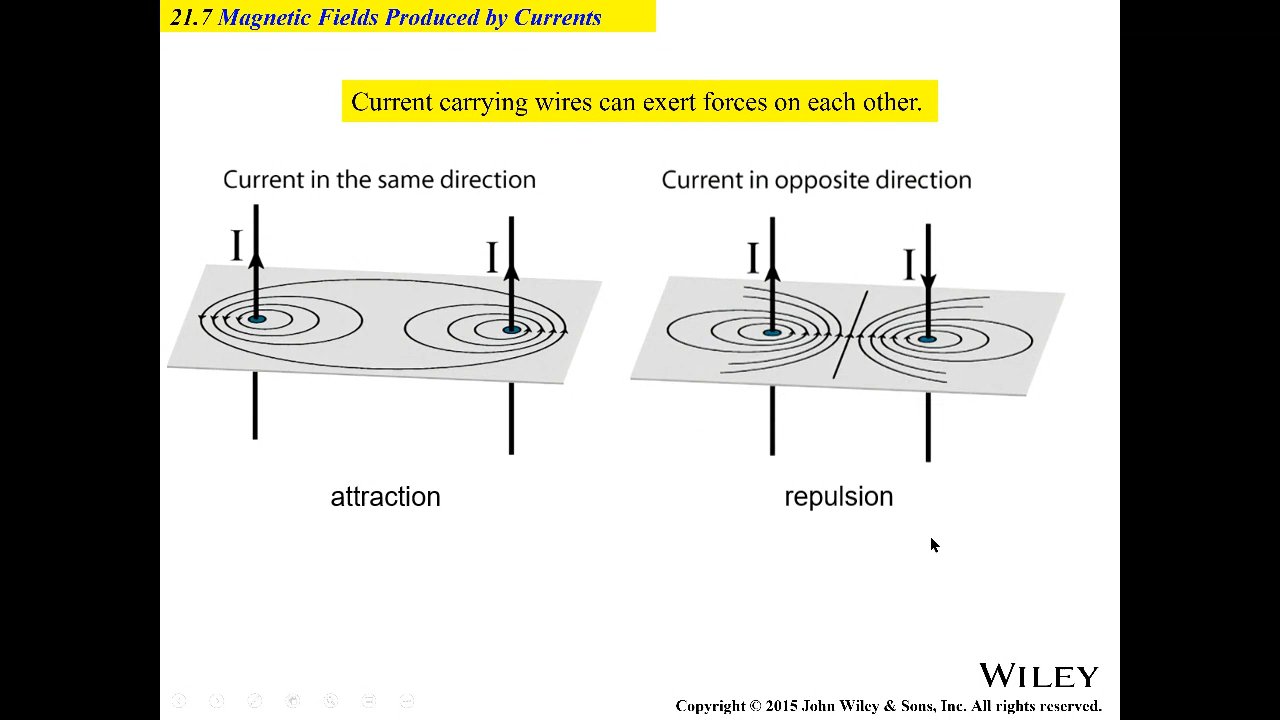 21.7 Magnetic Fields Produced by Currents
Current carrying wires can exert forces on each other.
Current in the same direction
Current in opposite direction
I
I
I
I
attraction
repulsion
WILEY
Copyright © 2015 John Wiley & Sons, Inc. All rights reserved.